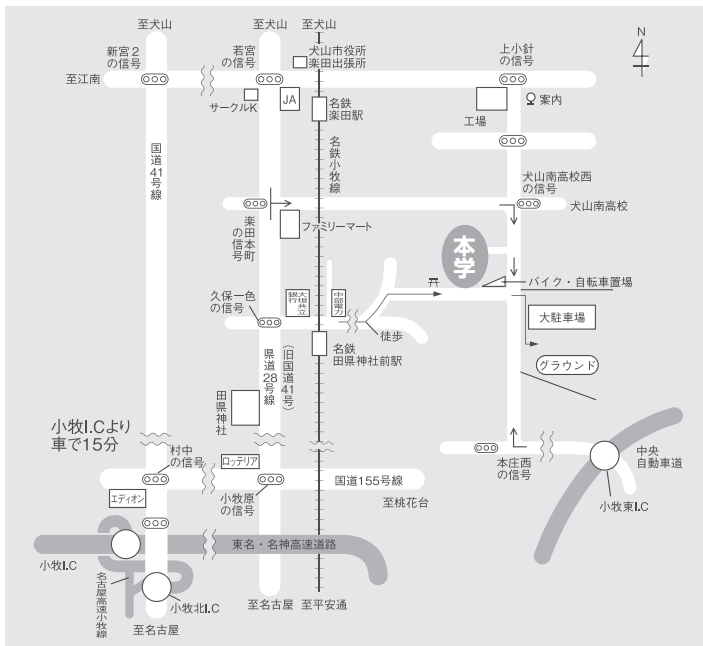 至犬山
至犬山
至犬山
N
新宮2
の信号
若宮
の信号
犬山市役所
楽田出張所
上小針
の信号
至江南
サークルK
JA
名鉄
楽田駅
工場
案内
国道41号線
名鉄小牧線
犬山南高校西
の信号
犬山南高校
楽田本町
の信号
ファミリーマート
本学
バイク・自転車置場
大垣共立
銀行
中部電力
久保一色
の信号
徒歩
大駐車場
名鉄
田県神社前駅
グラウンド
県道28号線
(旧国道41号)
田県神社
小牧I.Cより
車で15分
村中
の信号
ロッテリア
小牧原
の信号
国道155号線
至桃花台
本庄西
の信号
中央
自動車道
小牧東I.C
エディオン
東名・名神高速道路
小牧I.C
名古屋高速小牧線
小牧北I.C
至名古屋
至名古屋
至平安通